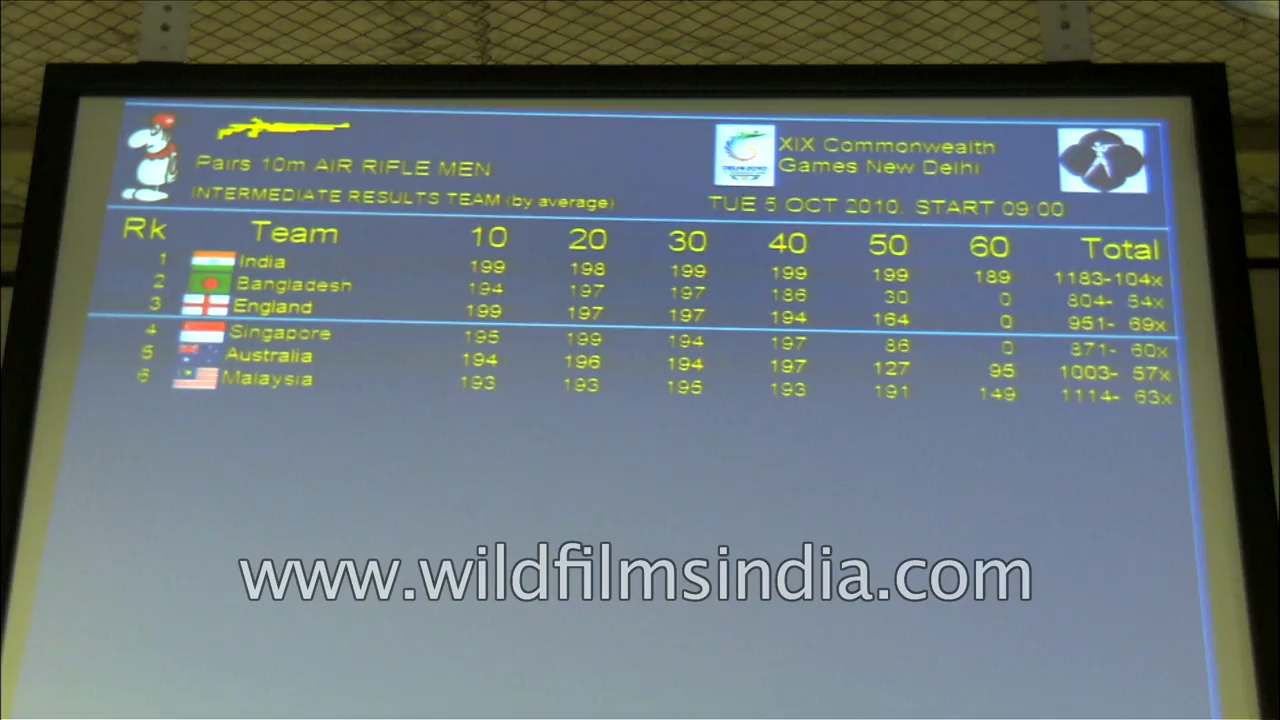 Pairs 10m AIR RIFLE MEN
INTERMEDIATE RESULTS TEAM (by average)
XIX Commonwealth
Games New Delhi
TUE 5 OCT 2010, START 09:00
Rk Team 10 20 30 40 50 60 Total
1 India 199 198 199 199 199 189 1183-104x
2 Bangladesh 194 197 197 186 30 0 804- 54x
3 England 199 197 197 194 164 0 951- 69x
4 Singapore 195 199 194 197 86 0 871- 60x
5 Australia 194 196 194 197 127 95 1003- 57x
6 Malaysia 193 193 195 193 191 149 1114- 63x
www.wildfilmsindia.com